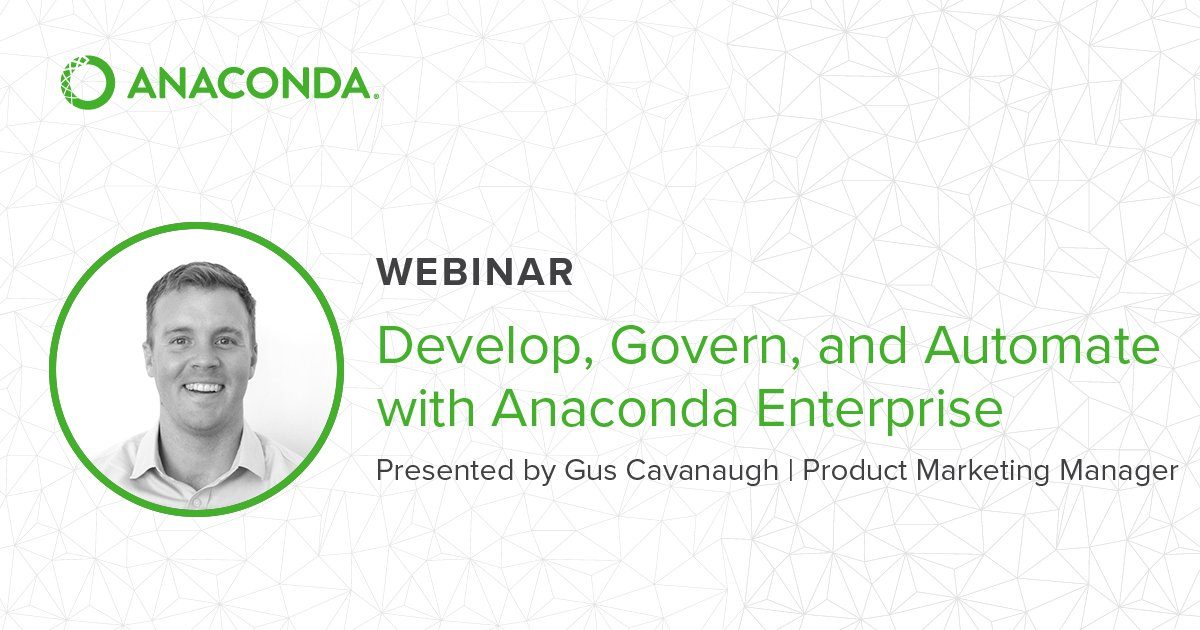 ANACONDA®
WEBINAR
Develop, Govern, and Automate
with Anaconda Enterprise
Presented by Gus Cavanaugh | Product Marketing Manager